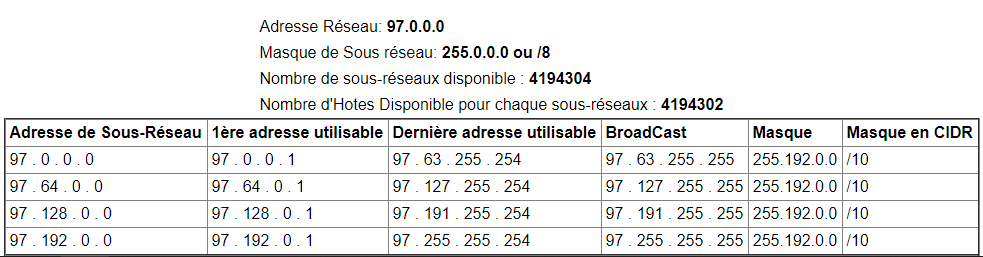 Adresse Réseau: 97.0.0.0
Masque de Sous réseau: 255.0.0.0 ou /8
Nombre de sous-réseaux disponible : 4194304
Nombre d'Hotes Disponible pour chaque sous-réseaux : 4194302
Adresse de Sous-Réseau 1ère adresse utilisable Dernière adresse utilisable BroadCast Masque Masque en CIDR
97 . 0 . 0 . 0 97 . 0 . 0 . 1 97 . 63 . 255 . 254 97 . 63 . 255 . 255 255.192.0.0 /10
97 . 64 . 0 . 0 97 . 64 . 0 . 1 97 . 127 . 255 . 254 97 . 127 . 255 . 255 255.192.0.0 /10
97 . 128 . 0 . 0 97 . 128 . 0 . 1 97 . 191 . 255 . 254 97 . 191 . 255 . 255 255.192.0.0 /10
97 . 192 . 0 . 0 97 . 192 . 0 . 1 97 . 255 . 255 . 254 97 . 255 . 255 . 255 255.192.0.0 /10